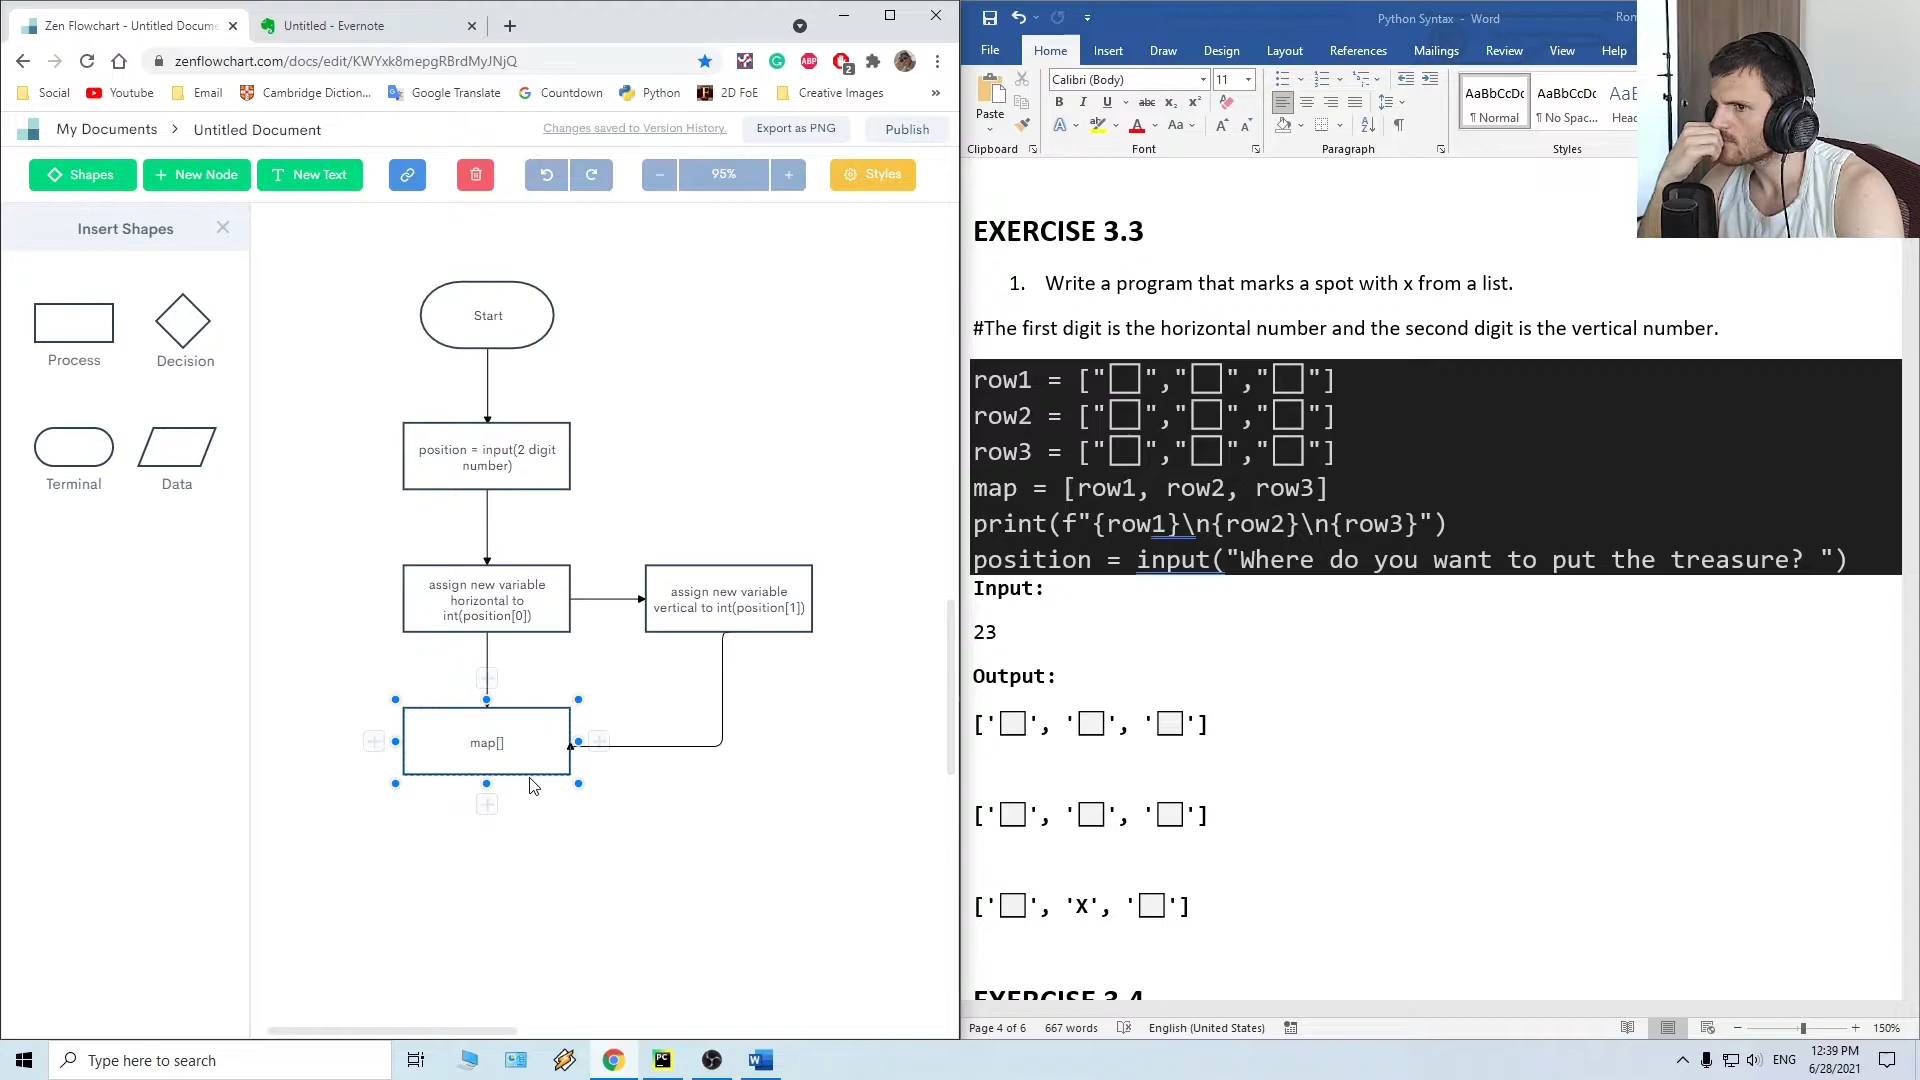 Zen Flowchart - Untitled Docume
Untitled - Evernote
zenflowchart.com/docs/edit/KWYxk8mepgRBrdMyJNjQ
ABP
2
Social
Youtube
Email
Cambridge Diction...
Google Translate
Countdown
Python
2D FoE
Creative Images
»
My Documents > Untitled Document
Changes saved to Version History.
Export as PNG
Publish
Shapes
+ New Node
New Text
95%
Styles
Insert Shapes
Process
Decision
Terminal
Data
Start
position = input(2 digit
number)
assign new variable
horizontal to
int(position[0])
assign new variable
vertical to int(position[1])
map[]
Python Syntax - Word
File
Home
Insert
Draw
Design
Layout
References
Mailings
Review
View
Help
Paste
Calibri (Body)
11
AaBbCcDc
¶ Normal
AaBbCcDc
¶ No Spac...
Clipboard
Font
Paragraph
Styles
EXERCISE 3.3
1. Write a program that marks a spot with x from a list.
#The first digit is the horizontal number and the second digit is the vertical number.
row1 = ["⬜","⬜","⬜"]
row2 = ["⬜","⬜","⬜"]
row3 = ["⬜","⬜","⬜"]
map = [row1, row2, row3]
print(f"{row1}\n{row2}\n{row3}")
position = input("Where do you want to put the treasure? ")
Input:
23
Output:
['⬜', '⬜', '⬜']
['⬜', '⬜', '⬜']
['⬜', 'X', '⬜']
EXERCISE 3.4
Page 4 of 6
667 words
English (United States)
150%
Type here to search
ENG
12:39 PM
6/28/2021